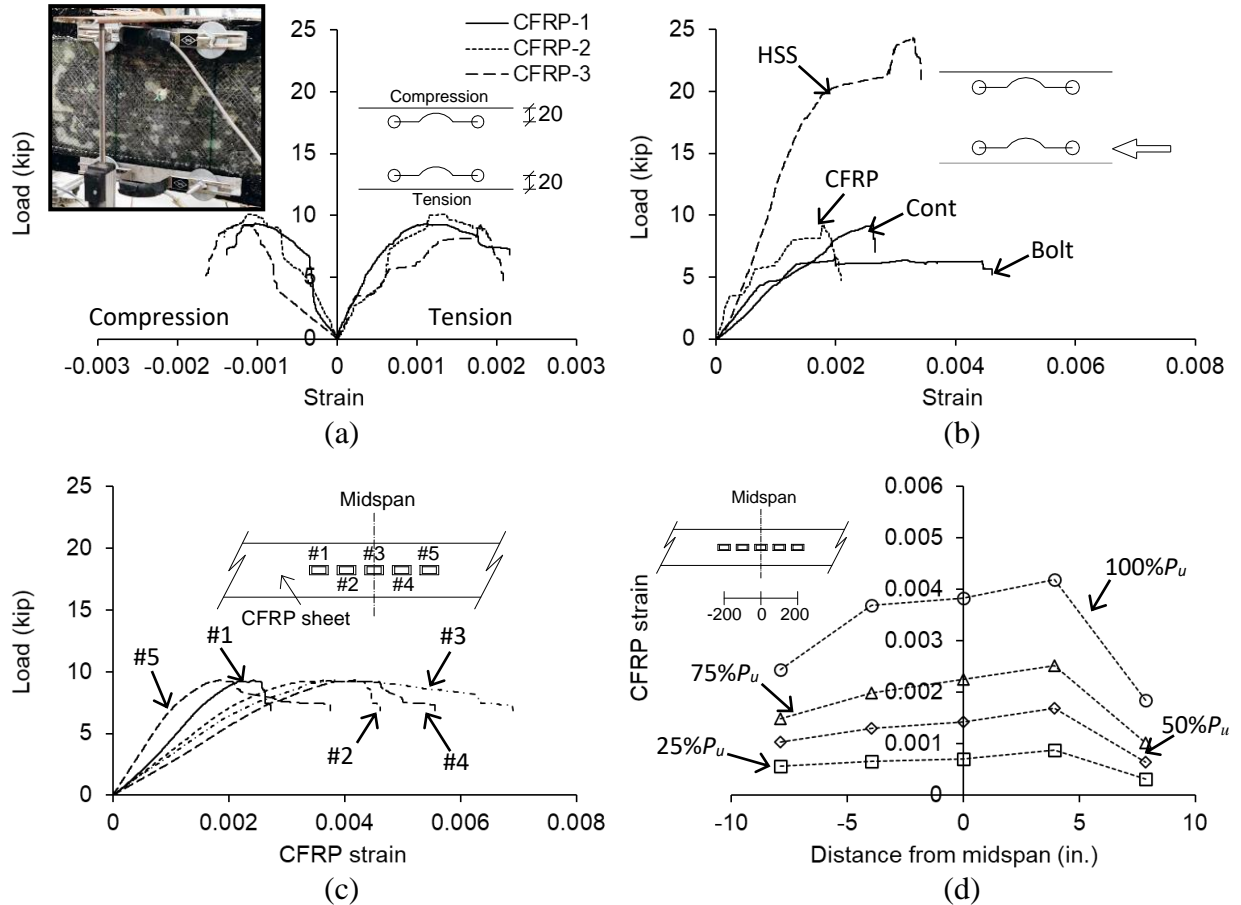 25
20
15
10
5
0
Load (kip)
CFRP-1
CFRP-2
CFRP-3
Compression
20
20
Tension
Compression
Tension
-0.003 -0.002 -0.001 0 0.001 0.002 0.003
Strain
(a)
25
20
15
10
5
0
Load (kip)
HSS
CFRP
Cont
Bolt
0 0.002 0.004 0.006 0.008
Strain
(b)
25
20
15
10
5
0
Load (kip)
Midspan
#1 #3 #5
#2 #4
CFRP sheet
#5
#1
#3
#2
#4
0 0.002 0.004 0.006 0.008
CFRP strain
(c)
0.006
0.005
0.004
0.003
0.002
0.001
0
CFRP strain
Midspan
-200 0 200
100%Pu
75%Pu
50%Pu
25%Pu
-10 -5 0 5 10
Distance from midspan (in.)
(d)